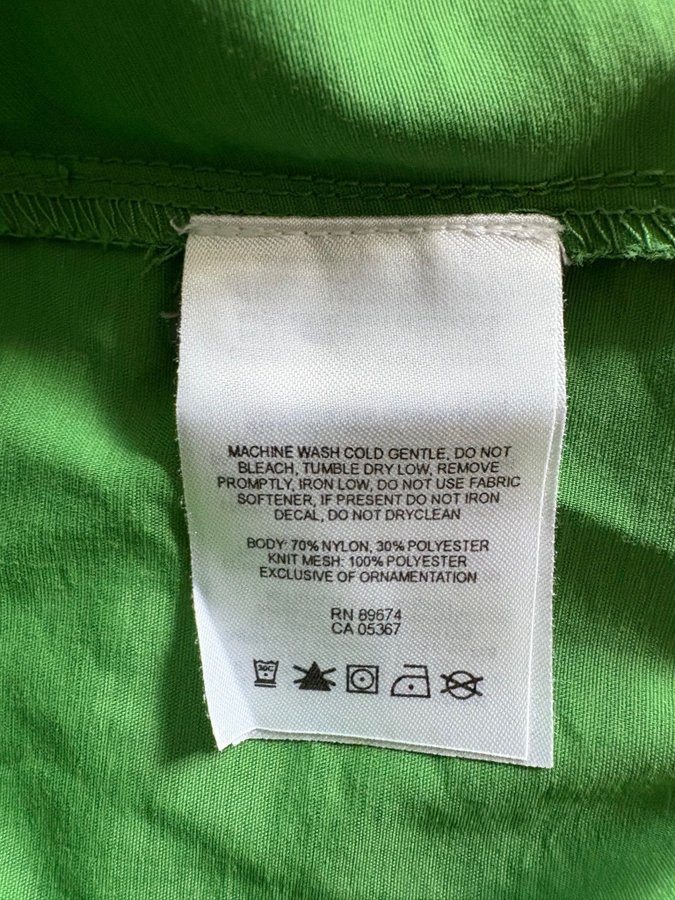 MACHINE WASH COLD GENTLE, DO NOT
BLEACH, TUMBLE DRY LOW, REMOVE
PROMPTLY, IRON LOW, DO NOT USE FABRIC
SOFTENER, IF PRESENT DO NOT IRON
DECAL, DO NOT DRYCLEAN
BODY: 70% NYLON, 30% POLYESTER
KNIT MESH: 100% POLYESTER
EXCLUSIVE OF ORNAMENTATION
RN 89674
CA 05367
30C